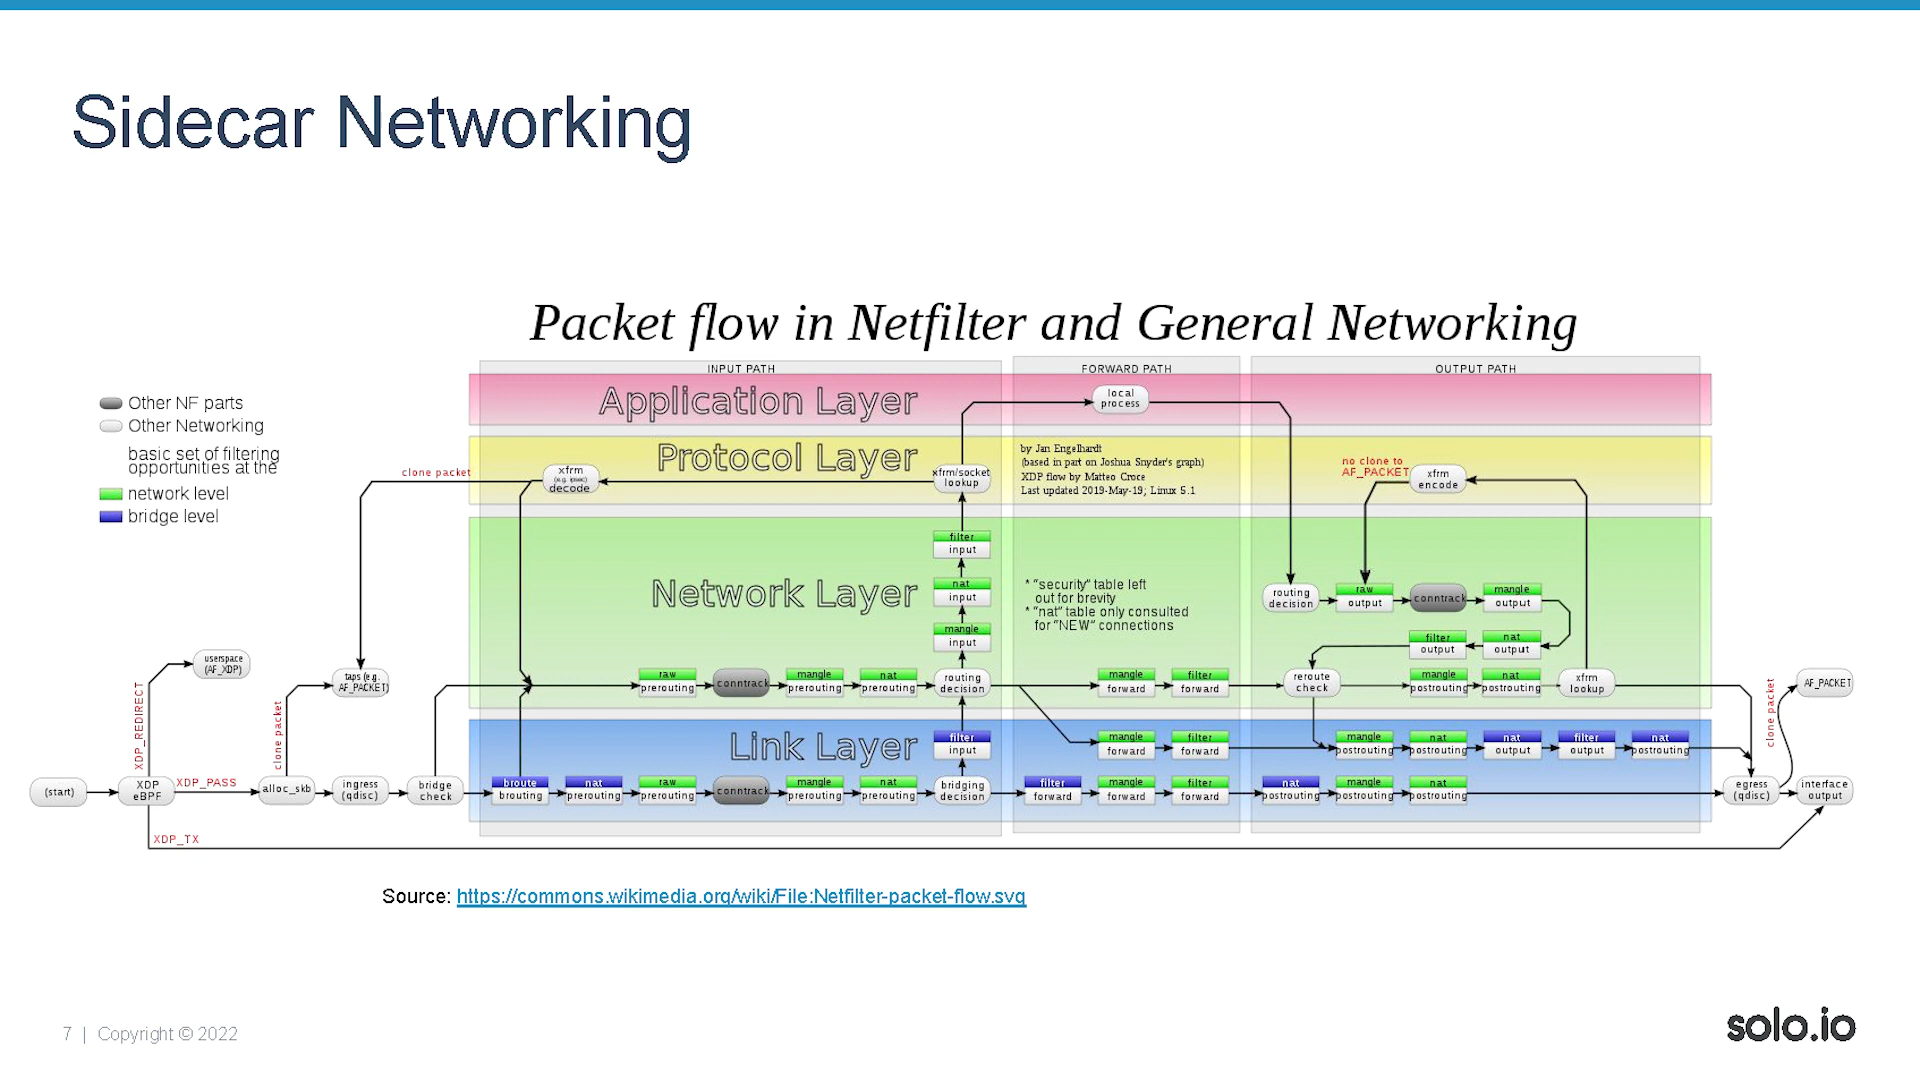 Sidecar Networking
Packet flow in Netfilter and General Networking
INPUT PATH
FORWARD PATH
OUTPUT PATH
Application Layer
local
process
Other NF parts
Other Networking
basic set of filtering
opportunities at the
network level
bridge level
Protocol Layer
clone packet
xfrm
(e.g. ipsec)
decode
xfrm/socket
lookup
by Jan Engelhardt
(based in part on Joshua Snyder's graph)
XDP flow by Matteo Croce
Last updated 2019-May-19; Linux 5.1
no clone to
AF_PACKET
xfrm
encode
Network Layer
filter
input
nat
input
mangle
input
* "security" table left
out for brevity
* "nat" table only consulted
for "NEW" connections
routing
decision
raw
output
conntrack
mangle
output
filter
output
nat
output
userspace
(AF_XDP)
taps (e.g.
AF_PACKET)
raw
prerouting
conntrack
mangle
prerouting
nat
prerouting
routing
decision
mangle
forward
filter
forward
reroute
check
mangle
postrouting
nat
postrouting
xfrm
lookup
clone packet
AF_PACKET
XDP_REDIRECT
clone packet
Link Layer
filter
input
mangle
forward
filter
forward
mangle
postrouting
nat
postrouting
nat
output
filter
output
nat
postrouting
(start)
XDP
eBPF
XDP_PASS
alloc_skb
ingress
(qdisc)
bridge
check
broute
brouting
nat
prerouting
raw
prerouting
conntrack
mangle
prerouting
nat
prerouting
bridging
decision
filter
forward
mangle
forward
filter
forward
nat
postrouting
mangle
postrouting
nat
postrouting
egress
(qdisc)
interface
output
XDP_TX
Source: https://commons.wikimedia.org/wiki/File:Netfilter-packet-flow.svg
7 | Copyright © 2022
solo.io